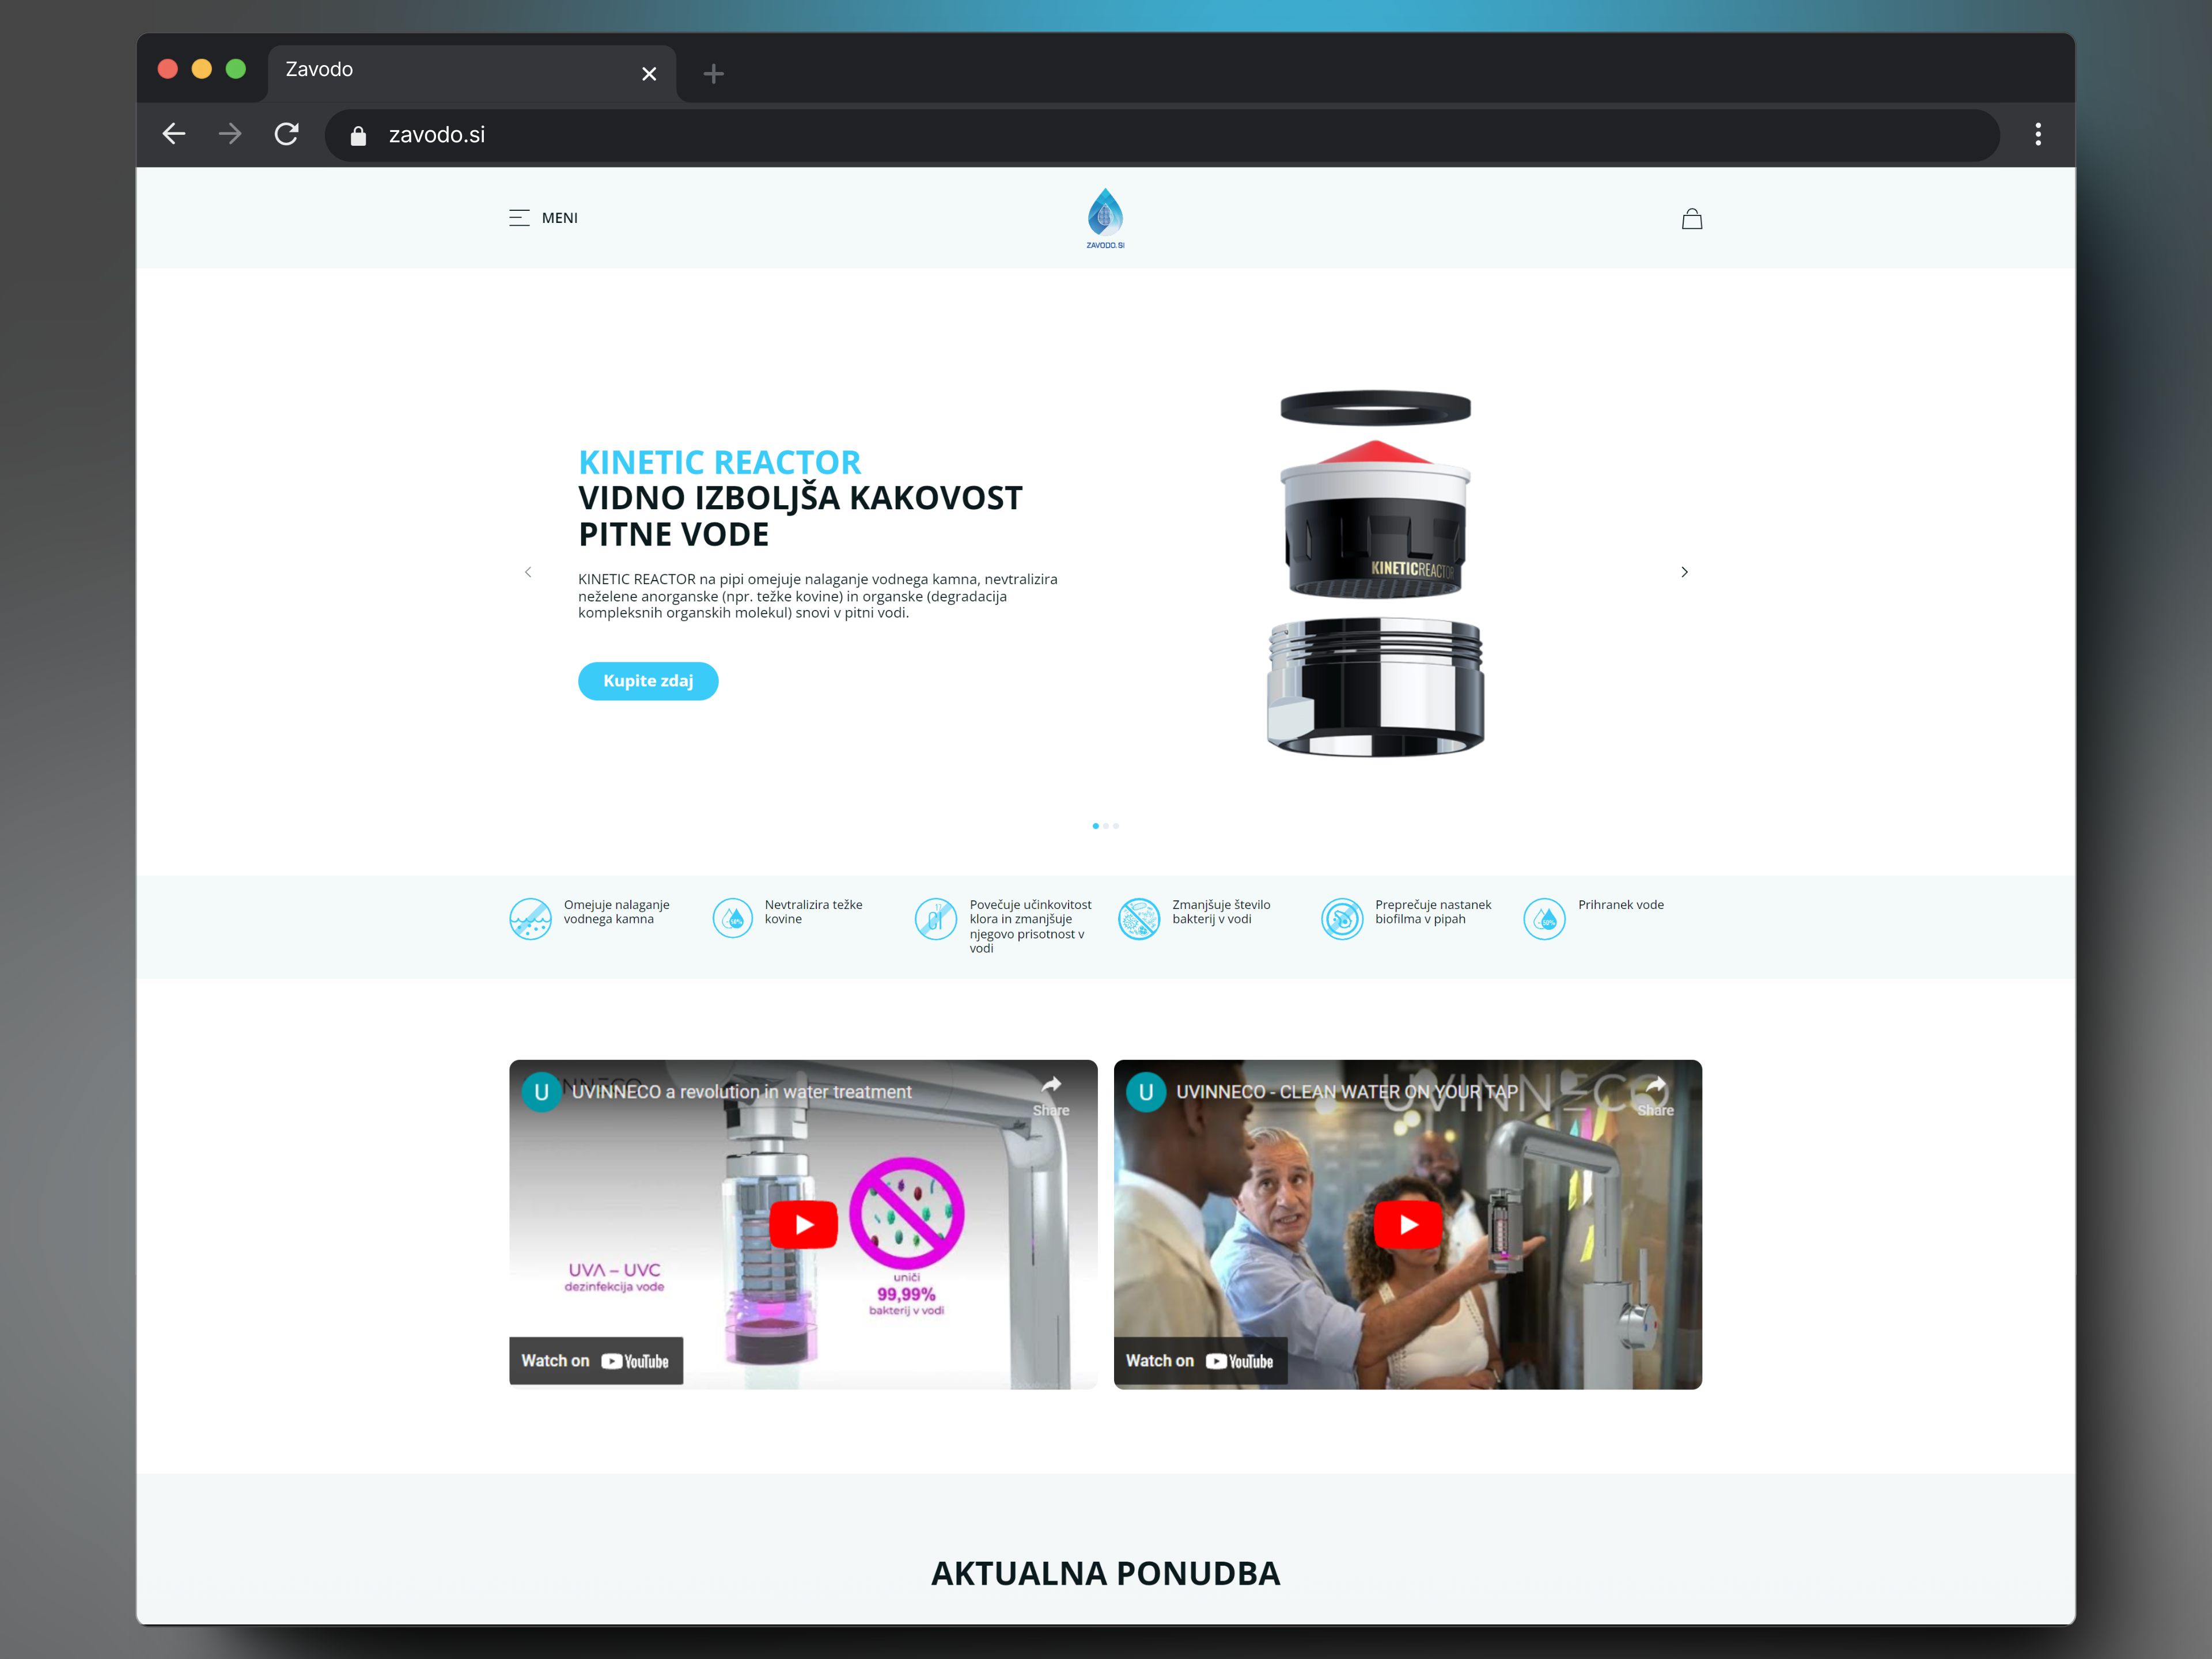 Zavodo
zavodo.si
MENI
ZAVODO.SI
KINETIC REACTOR
VIDNO IZBOLJŠA KAKOVOST
PITNE VODE
KINETIC REACTOR na pipi omejuje nalaganje vodnega kamna, nevtralizira
neželene anorganske (npr. težke kovine) in organske (degradacija
kompleksnih organskih molekul) snovi v pitni vodi.
Kupite zdaj
KINETICREACTOR
Omejuje nalaganje
vodnega kamna
Nevtralizira težke
kovine
Povečuje učinkovitost
klora in zmanjšuje
njegovo prisotnost v
vodi
Zmanjšuje število
bakterij v vodi
Preprečuje nastanek
biofilma v pipah
Prihranek vode
U
UVINNECO a revolution in water treatment
Share
UVA – UVC
dezinfekcija vode
uniči
99,99%
bakterij v vodi
Watch on YouTube
U
UVINNECO - CLEAN WATER ON YOUR TAP
UVINNECO
Share
Watch on YouTube
AKTUALNA PONUDBA